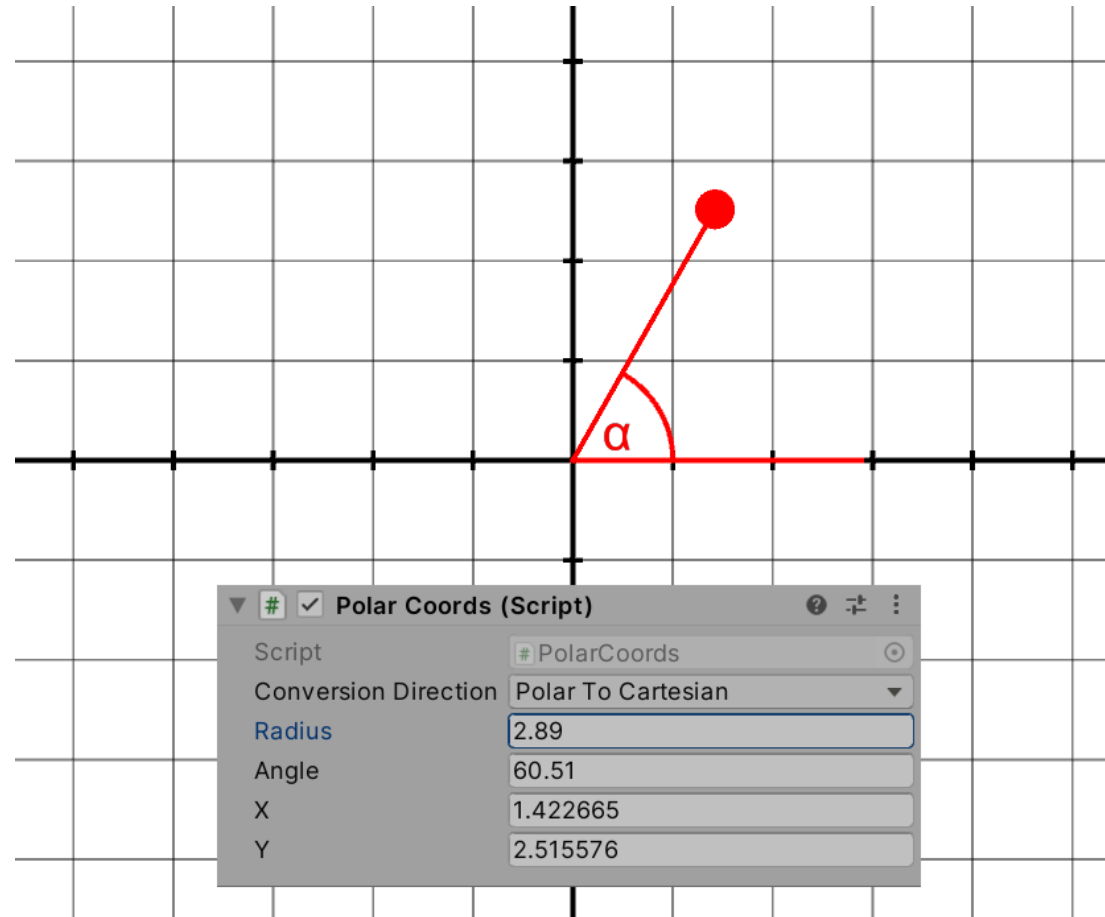 α
# Polar Coords (Script)
Script # PolarCoords
Conversion Direction Polar To Cartesian
Radius 2.89
Angle 60.51
X 1.422665
Y 2.515576